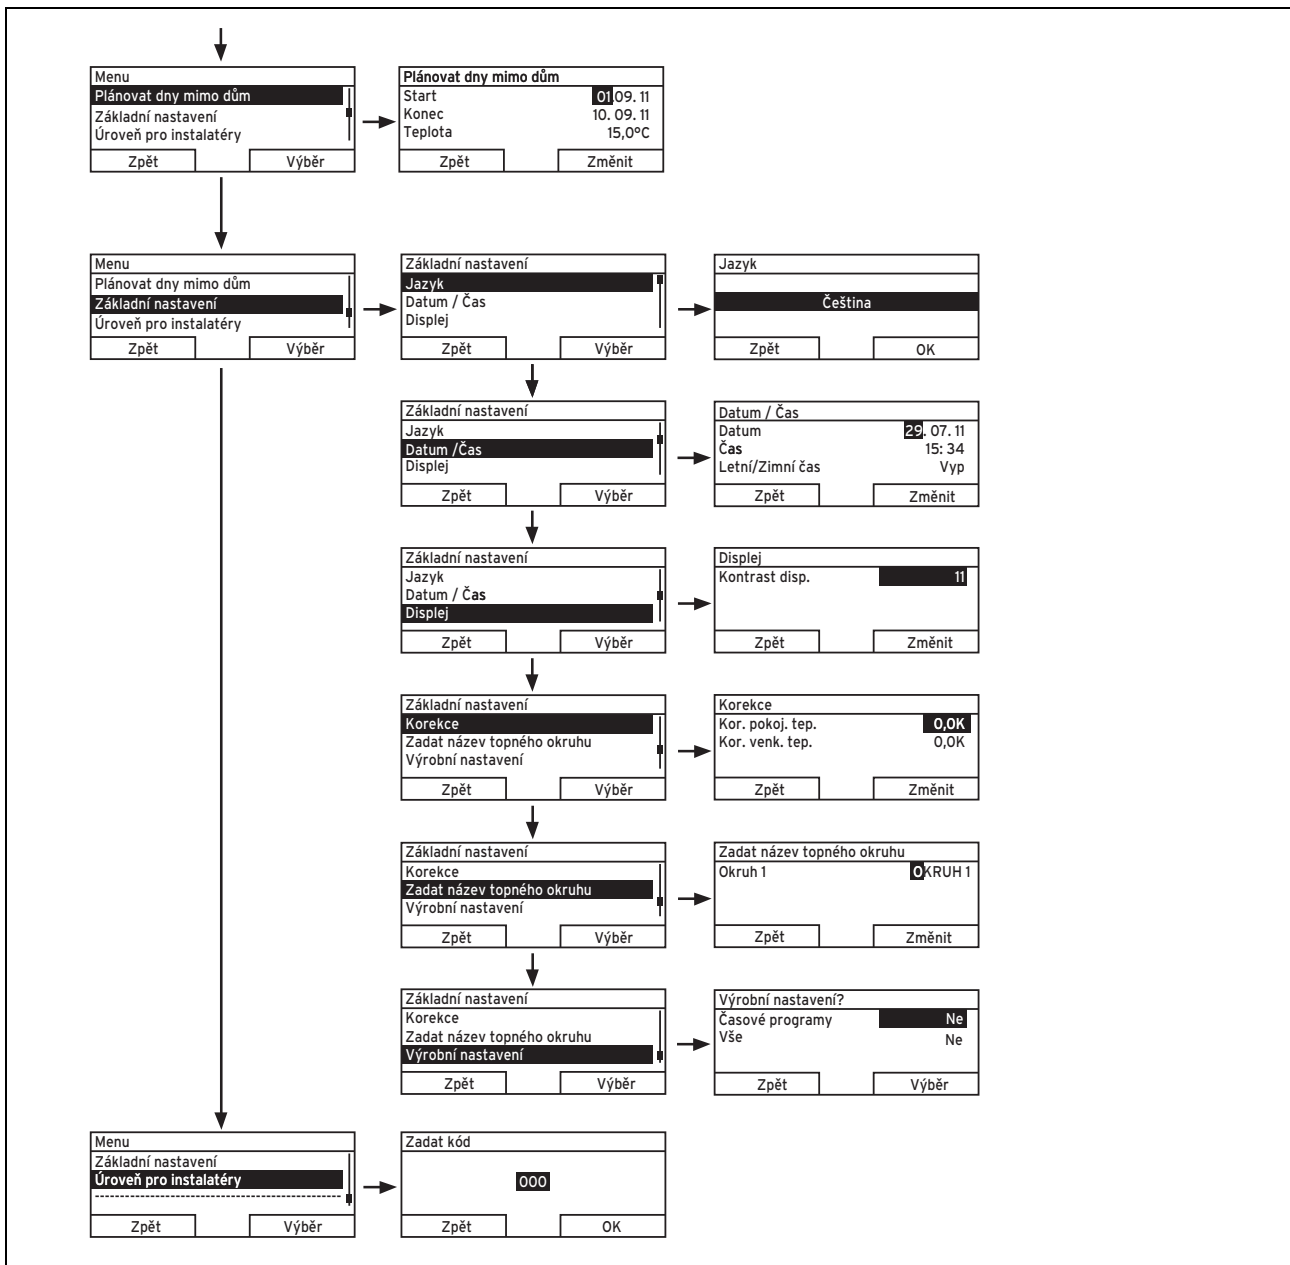 Menu
Plánovat dny mimo dům
Základní nastavení
Úroveň pro instalatéry
Zpět Výběr
Plánovat dny mimo dům
Start 01.09. 11
Konec 10. 09. 11
Teplota 15,0°C
Zpět Změnit
Menu
Plánovat dny mimo dům
Základní nastavení
Úroveň pro instalatéry
Zpět Výběr
Základní nastavení
Jazyk
Datum / Čas
Displej
Zpět Výběr
Jazyk
Čeština
Zpět OK
Základní nastavení
Jazyk
Datum /Čas
Displej
Zpět Výběr
Datum / Čas
Datum 29. 07. 11
Čas 15: 34
Letní/Zimní čas Vyp
Zpět Změnit
Základní nastavení
Jazyk
Datum / Čas
Displej
Zpět Výběr
Displej
Kontrast disp. 11
Zpět Změnit
Základní nastavení
Korekce
Zadat název topného okruhu
Výrobní nastavení
Zpět Výběr
Korekce
Kor. pokoj. tep. 0,0K
Kor. venk. tep. 0,0K
Zpět Změnit
Základní nastavení
Korekce
Zadat název topného okruhu
Výrobní nastavení
Zpět Výběr
Zadat název topného okruhu
Okruh 1 OKRUH 1
Zpět Změnit
Základní nastavení
Korekce
Zadat název topného okruhu
Výrobní nastavení
Zpět Výběr
Výrobní nastavení?
Časové programy Ne
Vše Ne
Zpět Výběr
Menu
Základní nastavení
Úroveň pro instalatéry
Zpět Výběr
Zadat kód
000
Zpět OK